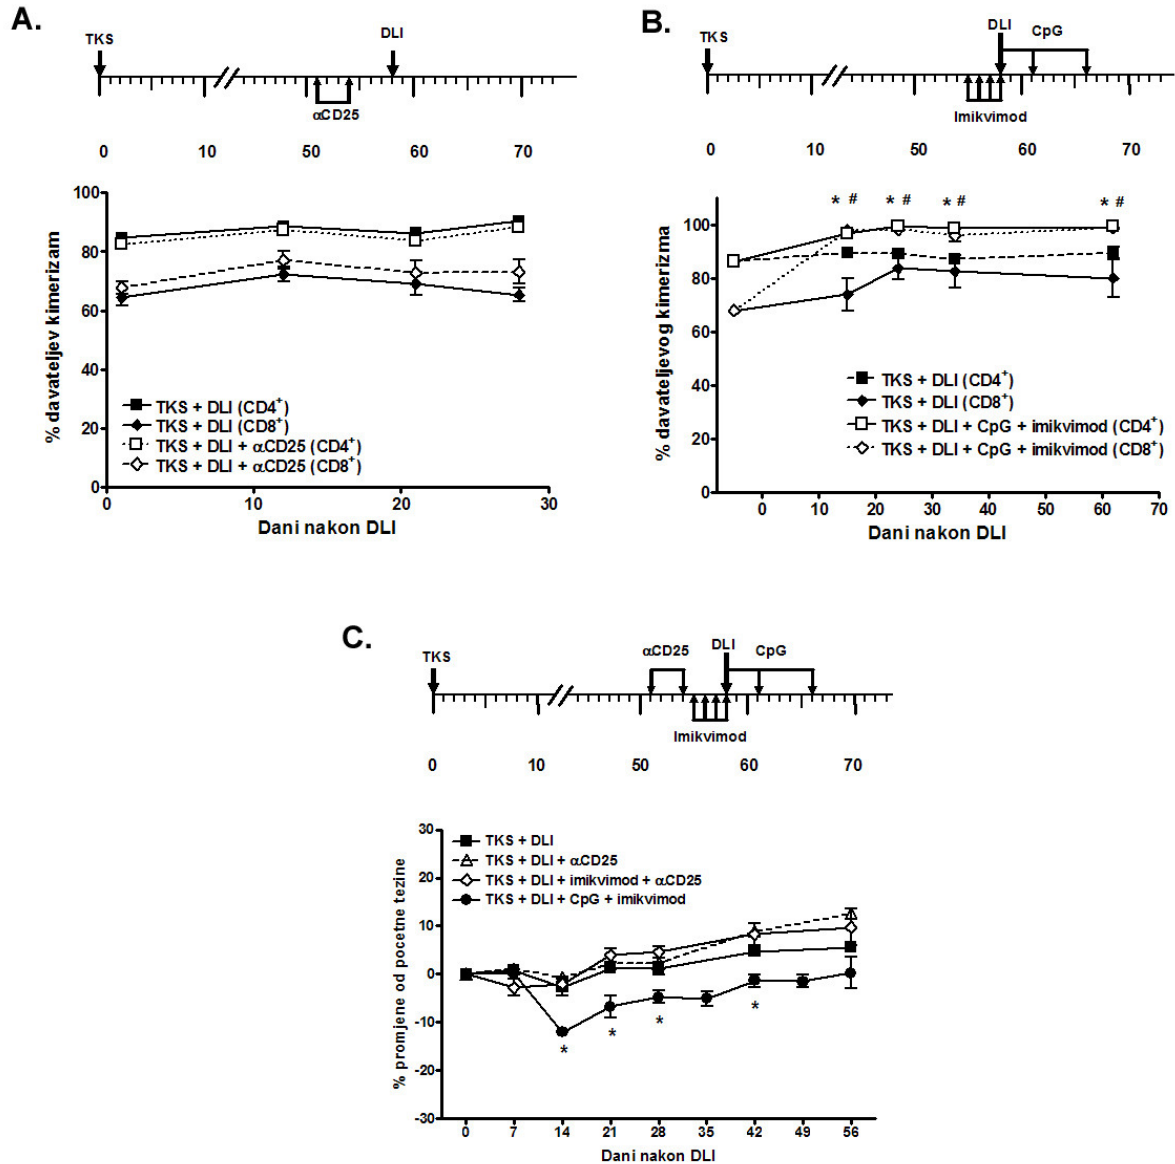 A.
TKS
DLI
αCD25
0 10 50 60 70
% davateljev kimerizam
100
80
60
40
20
0
TKS + DLI (CD4+)
TKS + DLI (CD8+)
TKS + DLI + αCD25 (CD4+)
TKS + DLI + αCD25 (CD8+)
0 10 20 30
Dani nakon DLI
B.
TKS
DLI
CpG
Imikvimod
0 10 50 60 70
% davateljevog kimerizma
* # * # * # * #
100
80
60
40
20
0
TKS + DLI (CD4+)
TKS + DLI (CD8+)
TKS + DLI + CpG + imikvimod (CD4+)
TKS + DLI + CpG + imikvimod (CD8+)
0 10 20 30 40 50 60 70
Dani nakon DLI
C.
TKS
αCD25
DLI
CpG
Imikvimod
0 10 50 60 70
% promjene od pocetne tezine
30
20
10
0
-10
-20
-30
TKS + DLI
TKS + DLI + αCD25
TKS + DLI + imikvimod + αCD25
TKS + DLI + CpG + imikvimod
* * * *
0 7 14 21 28 35 42 49 56
Dani nakon DLI